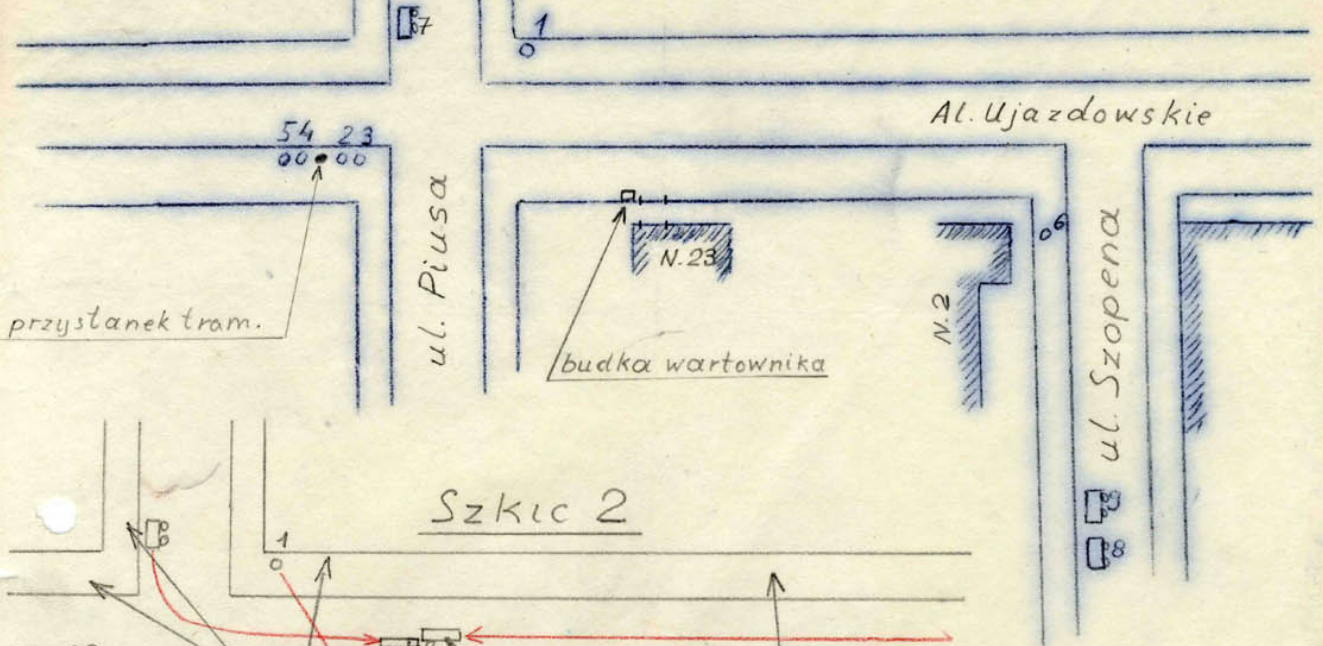 7
1
Al. Ujazdowskie
54 23
ul. Piusa
6
ul. Szopena
N.23
N.2
przystanek tram.
budka wartownika
Szkic 2
9
8
1